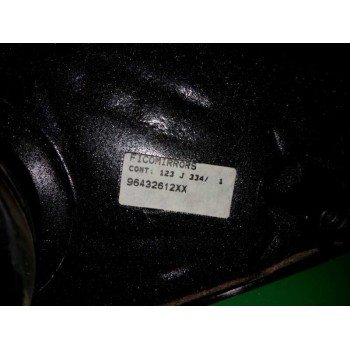 FICOMIRRORS
CONT: 123 J 334/ 1
96432612XX